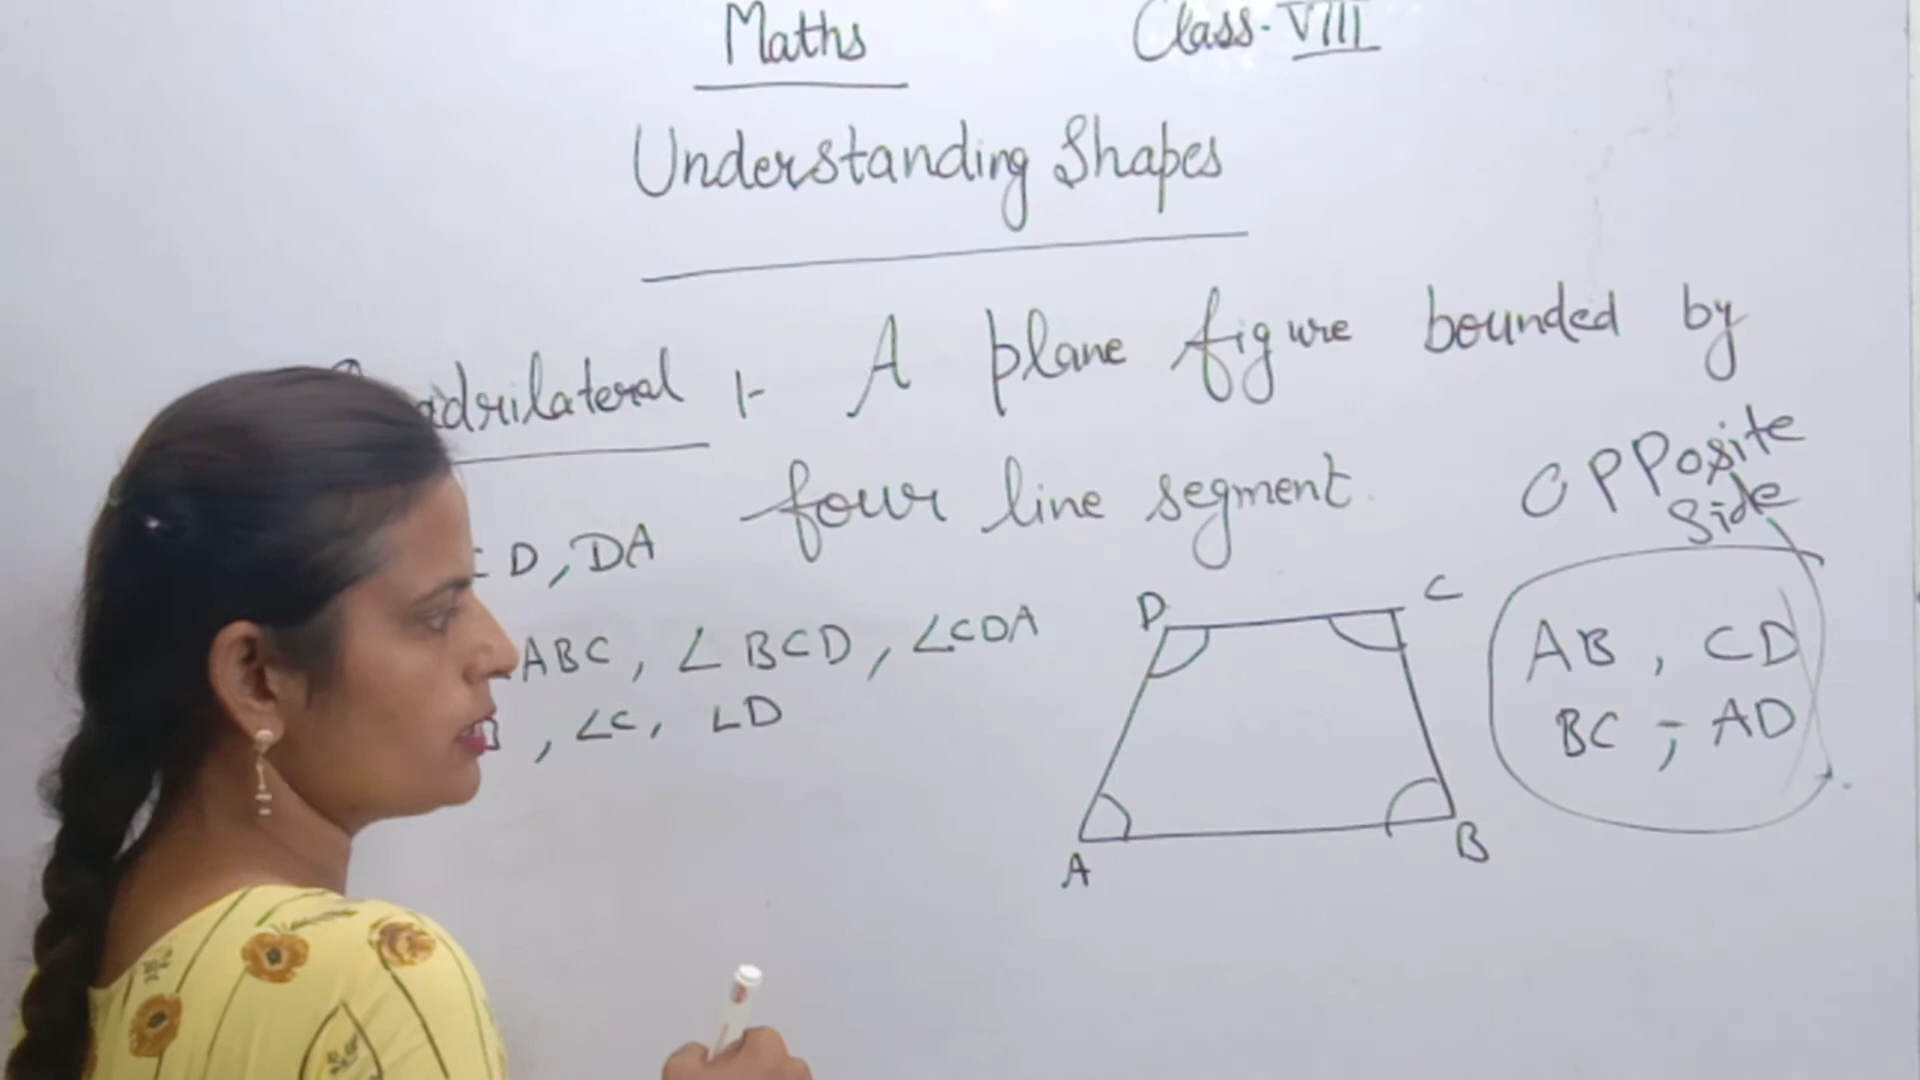 Maths Class-VIII
Understanding Shapes
adrilateral :- A plane figure bounded by
four line segment.
D, DA
ABC, ∠BCD, ∠CDA
, ∠C, ∠D
Opposite
Side
AB, CD
BC, AD
D C
A B